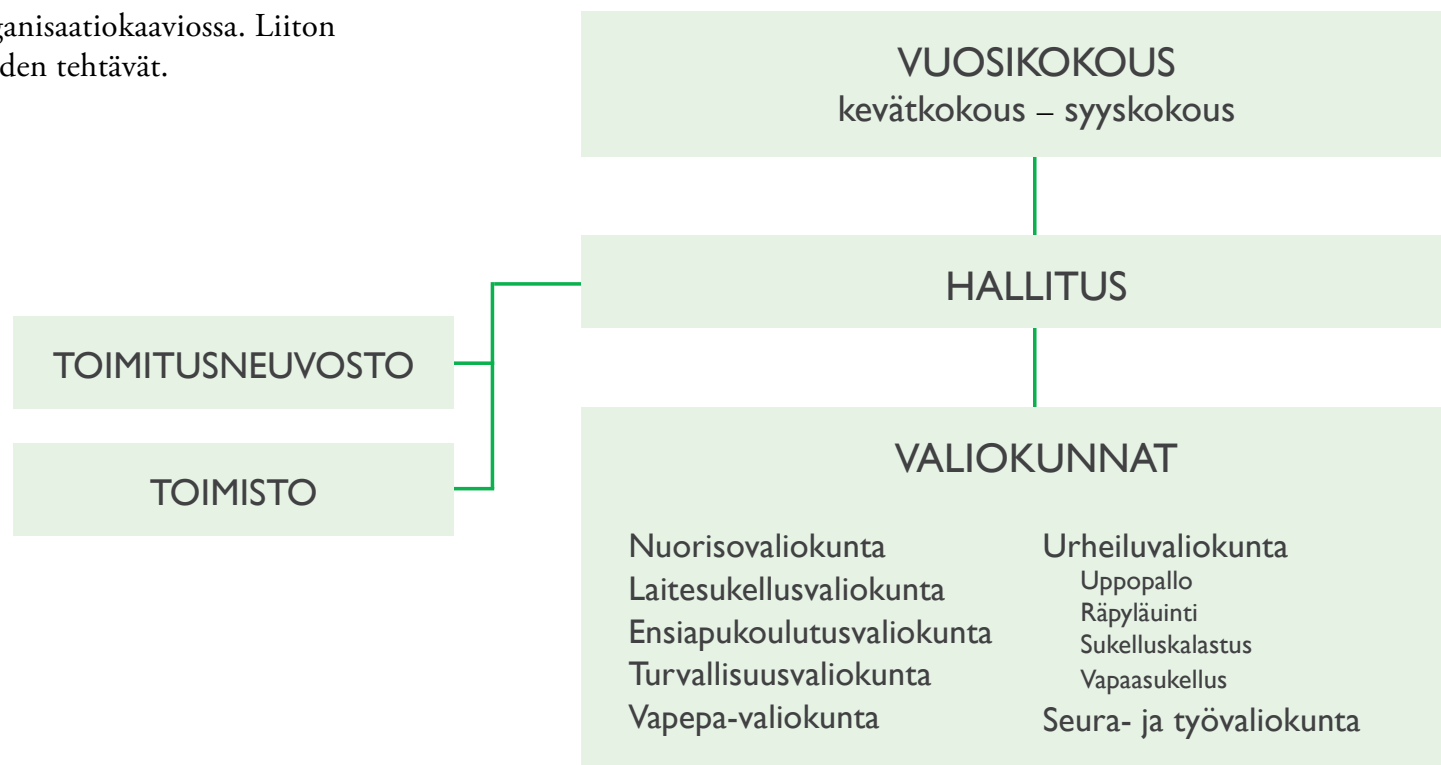 ganisaatiokaaviossa. Liiton
den tehtävät.
VUOSIKOKOUS
kevätkokous – syyskokous
HALLITUS
TOIMITUSNEUVOSTO
TOIMISTO
VALIOKUNNAT
Nuorisovaliokunta
Laitesukellusvaliokunta
Ensiapukoulutusvaliokunta
Turvallisuusvaliokunta
Vapepa-valiokunta
Urheiluvaliokunta
Uppopallo
Räpyläuinti
Sukelluskalastus
Vapaasukellus
Seura- ja työvaliokunta